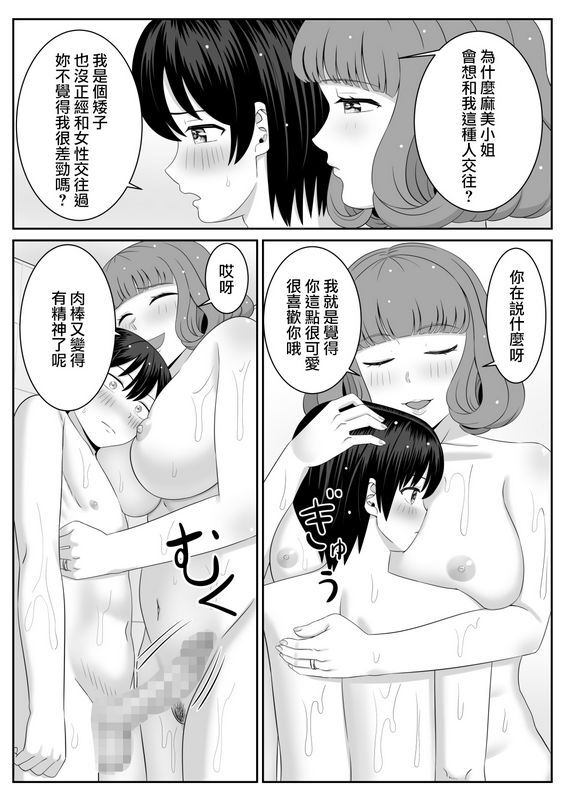 為什麼麻美小姐
會想和我這種人交往？
我是個矮子
也沒正經和女性交往過
妳不覺得我很差勁嗎？
你在說什麼呀
我就是覺得
你這點很可愛
很喜歡你哦
ぎゅぅ
哎呀
肉棒又變得
有精神了呢
むく